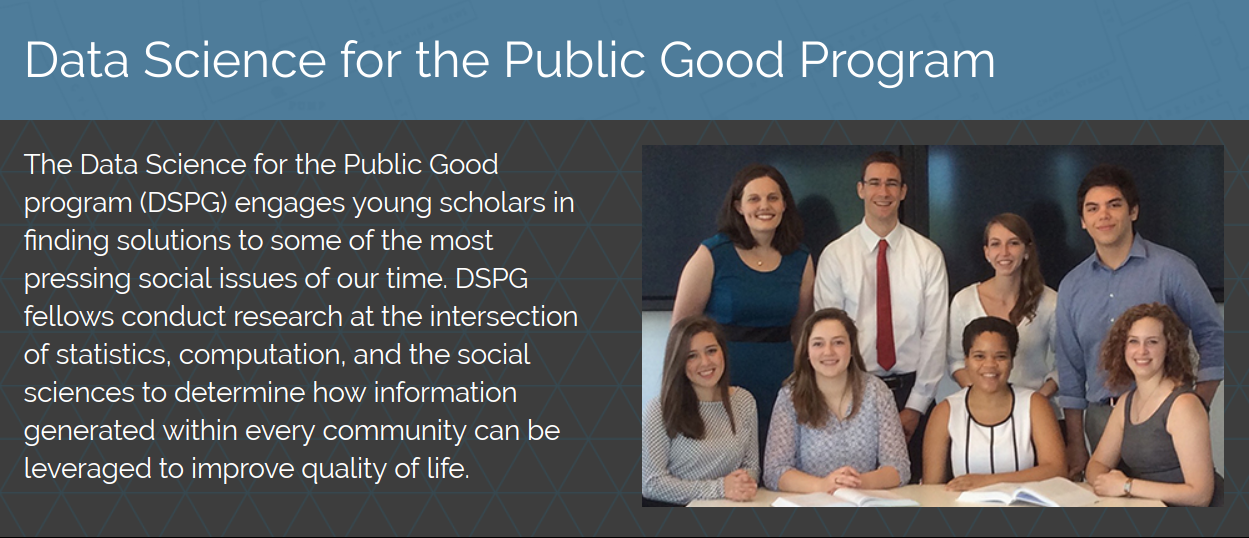 Data Science for the Public Good Program
The Data Science for the Public Good
program (DSPG) engages young scholars in
finding solutions to some of the most
pressing social issues of our time. DSPG
fellows conduct research at the intersection
of statistics, computation, and the social
sciences to determine how information
generated within every community can be
leveraged to improve quality of life.